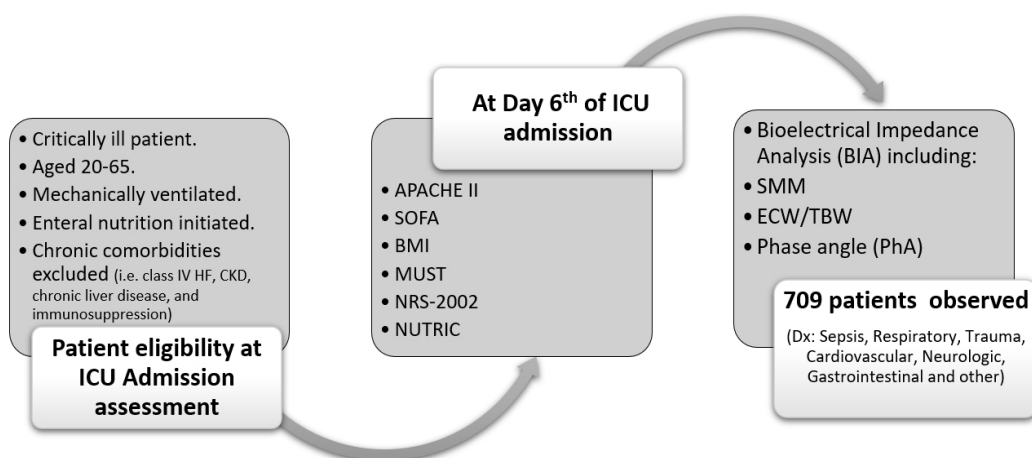 • Critically ill patient.
• Aged 20-65.
• Mechanically ventilated.
• Enteral nutrition initiated.
• Chronic comorbidities
excluded (i.e. class IV HF, CKD,
chronic liver disease, and
immunosuppression)
Patient eligibility at
ICU Admission
assessment
At Day 6th of ICU
admission
• APACHE II
• SOFA
• BMI
• MUST
• NRS-2002
• NUTRIC
• Bioelectrical Impedance
Analysis (BIA) including:
• SMM
• ECW/TBW
• Phase angle (PhA)
709 patients observed
(Dx: Sepsis, Respiratory, Trauma,
Cardiovascular, Neurologic,
Gastrointestinal and other)